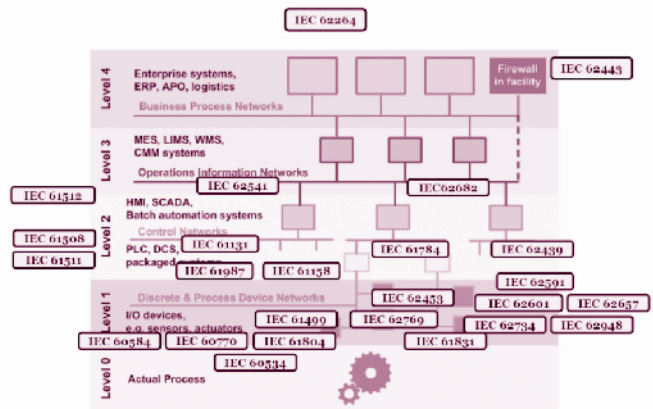 IEC 62264
Level 4
Enterprise systems,
ERP, APO, logistics
Business Process Networks
Firewall
in facility
IEC 62443
Level 3
MES, LIMS, WMS,
CMM systems
Operations Information Networks
IEC 62541
IEC62682
IEC 61512
Level 2
HMI, SCADA,
Batch automation systems
Control Networks
IEC 61508
IEC 61511
IEC 61131
IEC 61784
IEC 62439
PLC, DCS,
packaged systems
IEC 61987
IEC 61158
IEC 62591
Level 1
Discrete & Process Device Networks
IEC 62453
IEC 62601
IEC 62657
I/O devices,
e.g. sensors, actuators
IEC 61499
IEC 62769
IEC 62734
IEC 62948
IEC 60584
IEC 60770
IEC 61804
IEC 61831
IEC 60534
Level 0
Actual Process